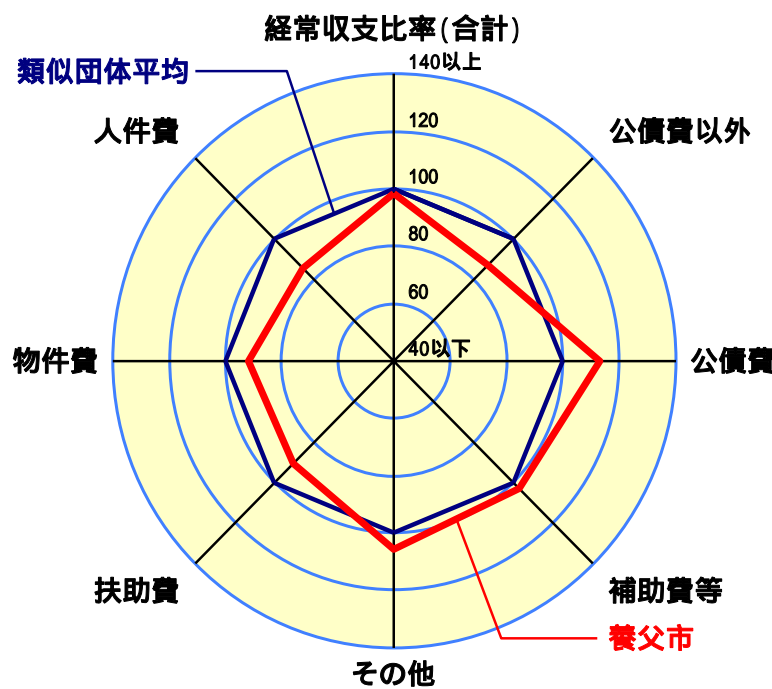 経常収支比率(合計)
140以上
類似団体平均
120
人件費
公債費以外
100
80
60
40以下
物件費
公債費
扶助費
補助費等
養父市
その他